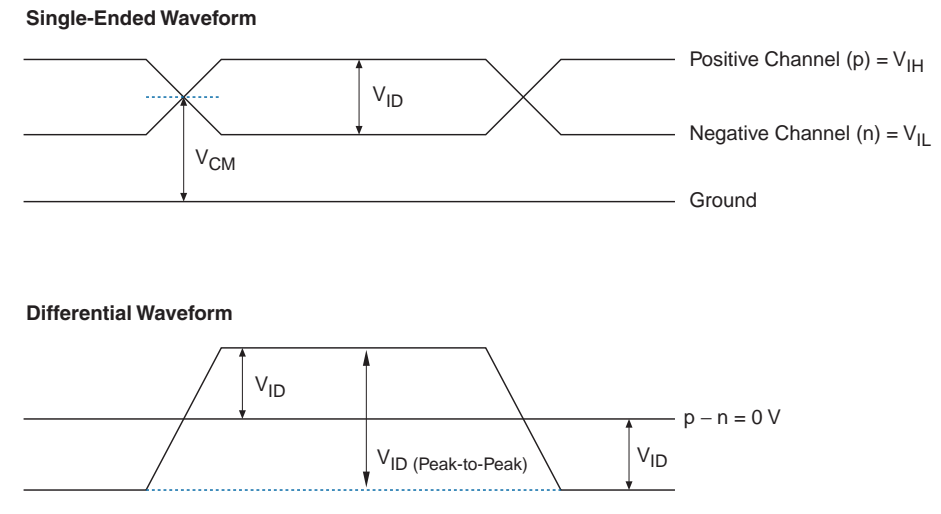 Single-Ended Waveform
Positive Channel (p) = VIH
VID
Negative Channel (n) = VIL
VCM
Ground
Differential Waveform
VID
p − n = 0 V
VID (Peak-to-Peak)
VID